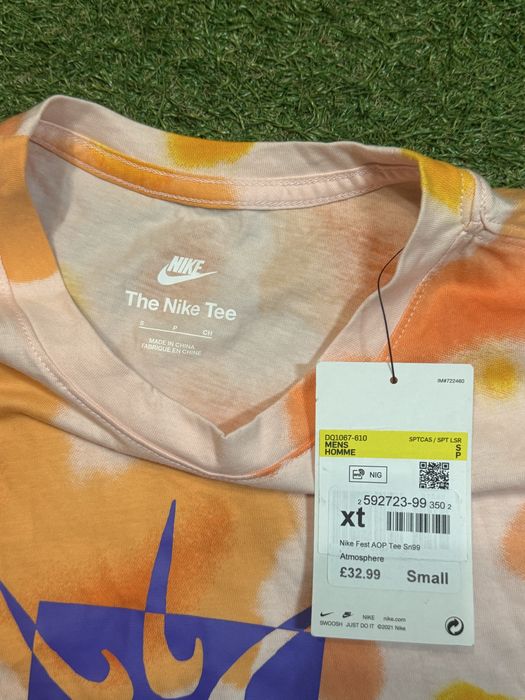 NIKE
The Nike Tee
S P CH
MADE IN CHINA
FABRIQUE EN CHINE
IM#722460
DQ1067-610 SPTCAS / SPT LSR
MENS S
HOMME P
NIG
2 592723-99 350 2
xt
Nike Fest AOP Tee Sn99
Atmosphere
£32.99 Small
NIKE nike.com
SWOOSH JUST DO IT ©2021 Nike